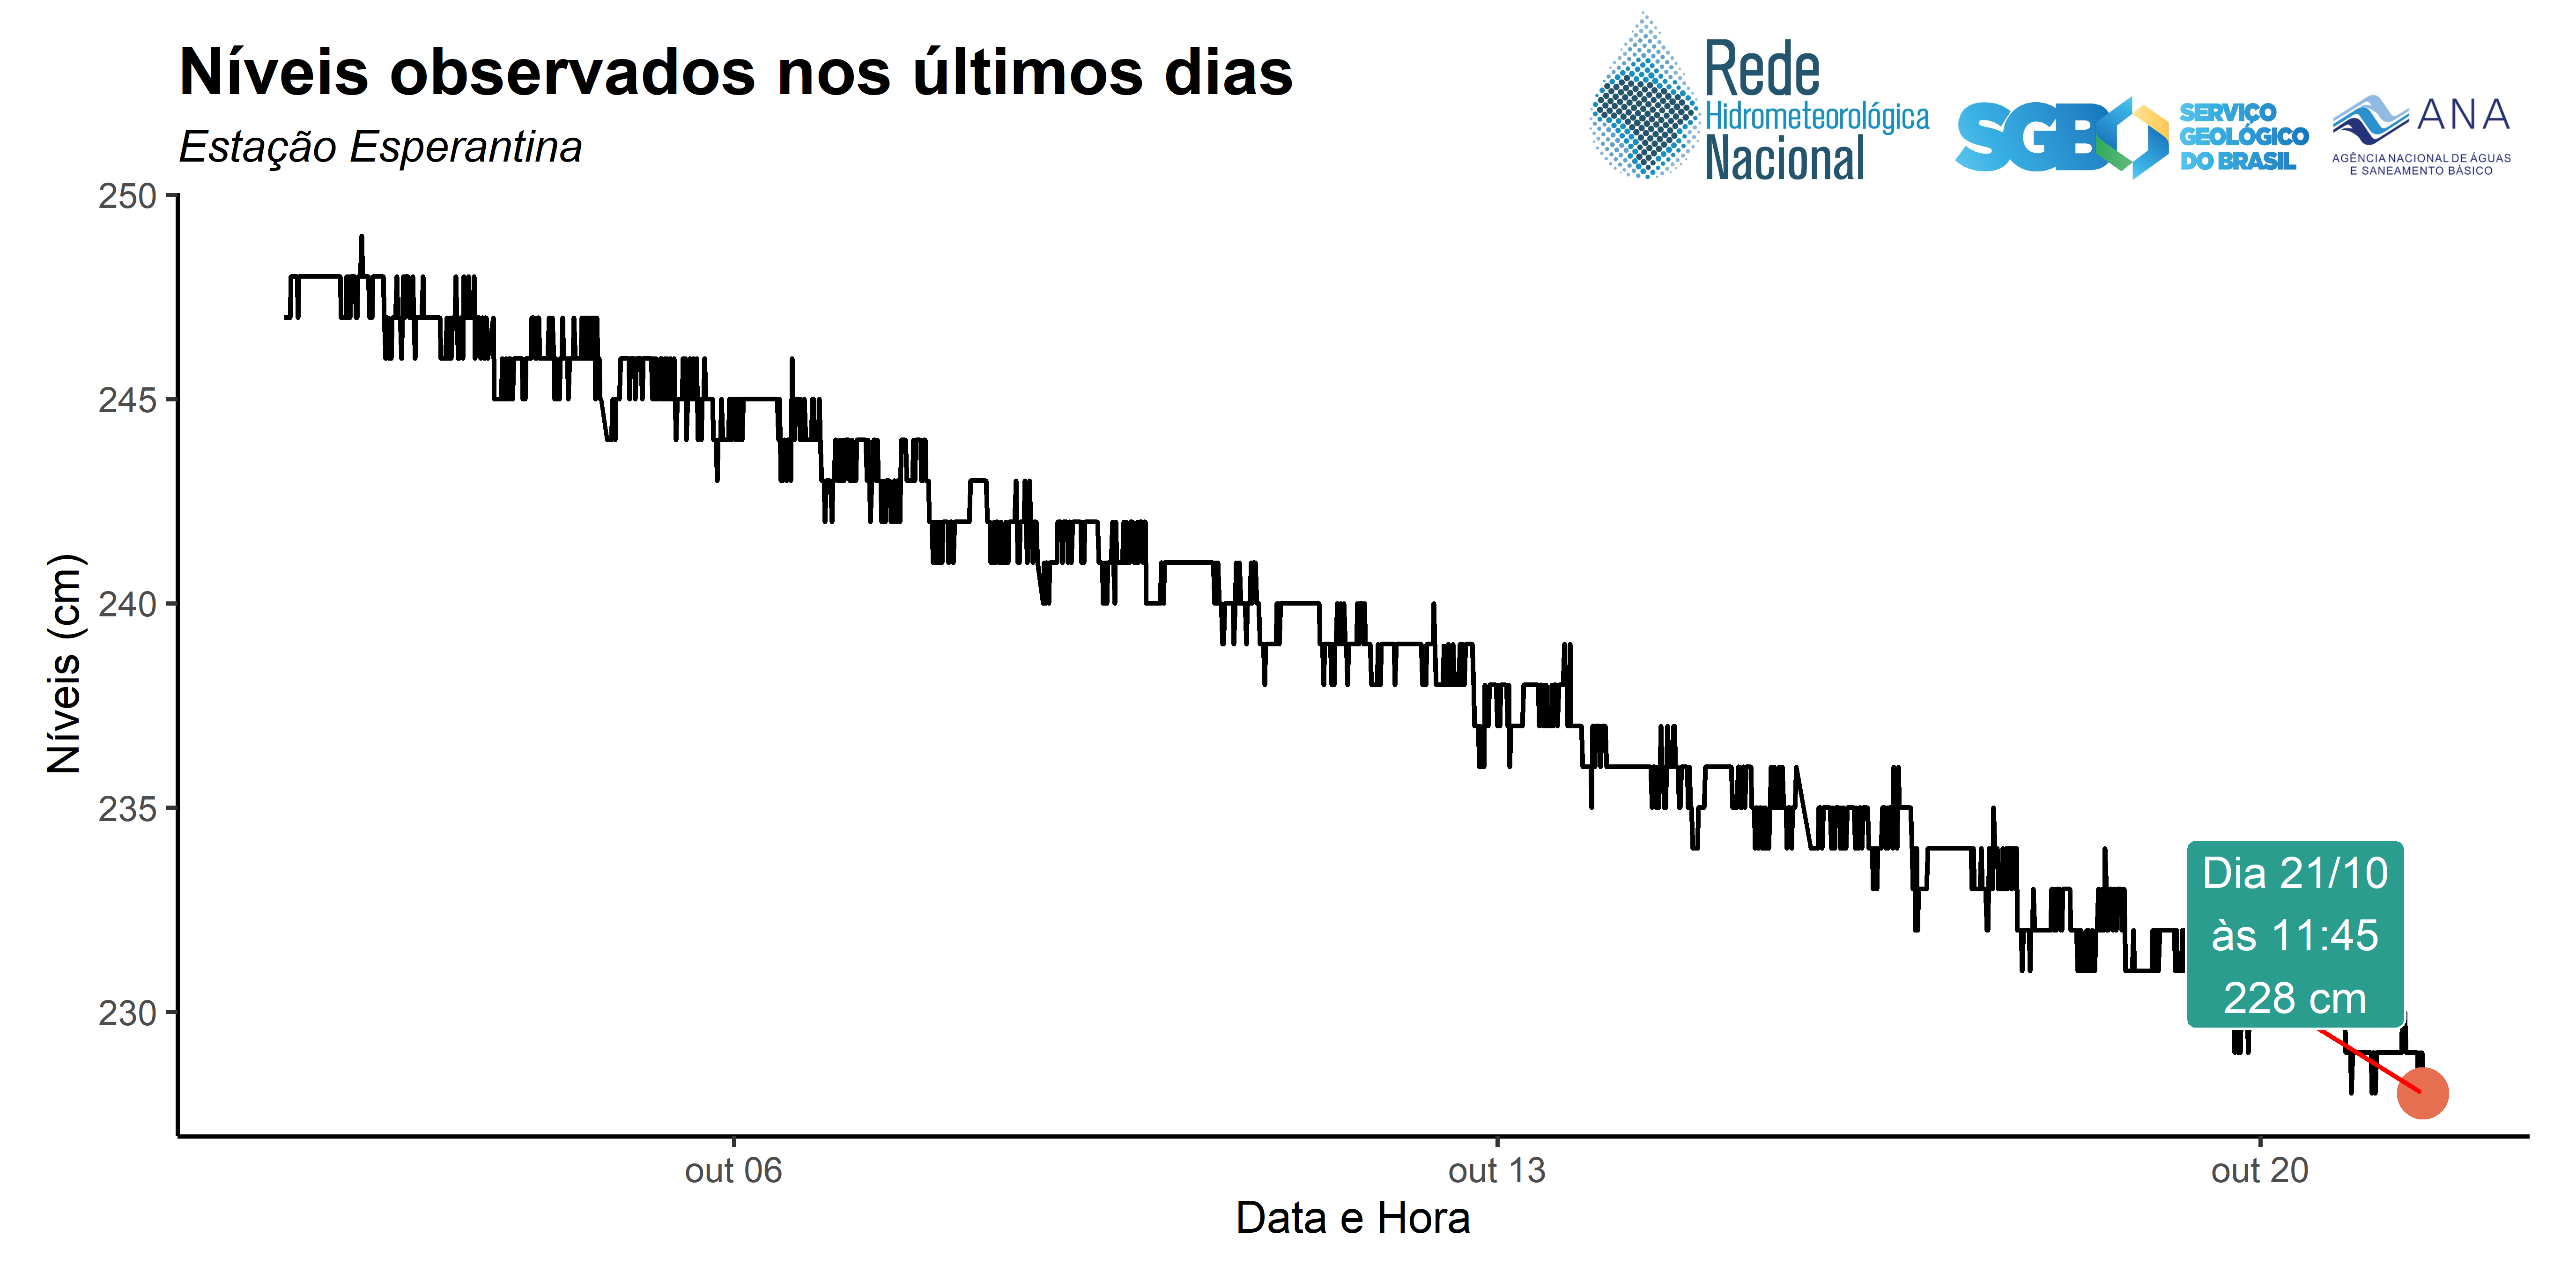 Níveis observados nos últimos dias
Estação Esperantina
Rede
Hidrometeorológica
Nacional
SGB
SERVIÇO
GEOLÓGICO
DO BRASIL
ANA
AGÊNCIA NACIONAL DE ÁGUAS
E SANEAMENTO BÁSICO
250
245
240
235
230
Níveis (cm)
Dia 21/10
às 11:45
228 cm
out 06
out 13
out 20
Data e Hora